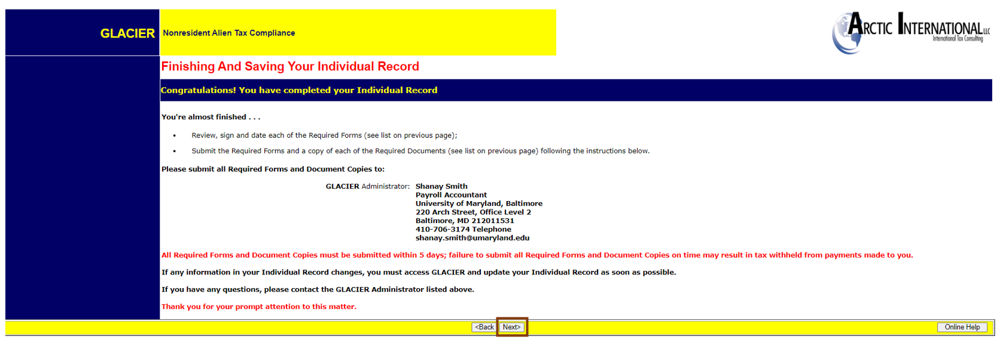 GLACIER Nonresident Alien Tax Compliance
ARCTIC INTERNATIONAL LLC
International Tax Consulting
Finishing And Saving Your Individual Record
Congratulations! You have completed your Individual Record
You're almost finished . . .
• Review, sign and date each of the Required Forms (see list on previous page);
• Submit the Required Forms and a copy of each of the Required Documents (see list on previous page) following the instructions below.
Please submit all Required Forms and Document Copies to:
GLACIER Administrator: Shanay Smith
Payroll Accountant
University of Maryland, Baltimore
220 Arch Street, Office Level 2
Baltimore, MD 212011531
410-706-3174 Telephone
shanay.smith@umaryland.edu
All Required Forms and Document Copies must be submitted within 5 days; failure to submit all Required Forms and Document Copies on time may result in tax withheld from payments made to you.
If any information in your Individual Record changes, you must access GLACIER and update your Individual Record as soon as possible.
If you have any questions, please contact the GLACIER Administrator listed above.
Thank you for your prompt attention to this matter.
<Back Next> Online Help